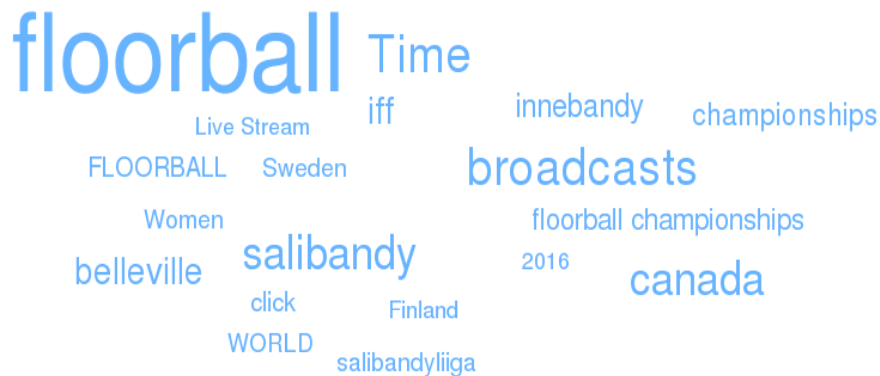 floorball
Time
iff
innebandy
championships
Live Stream
FLOORBALL
Sweden
broadcasts
Women
floorball championships
salibandy
belleville
2016
canada
click
Finland
WORLD
salibandyliiga